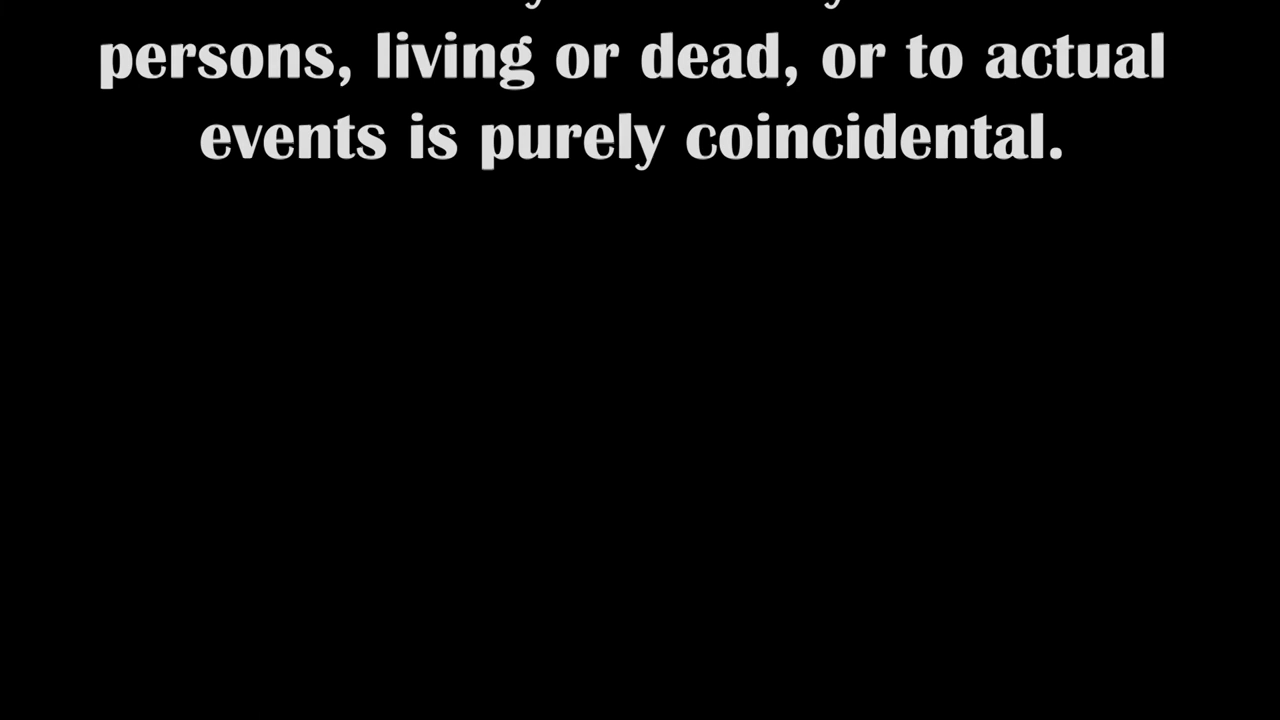 persons, living or dead, or to actual
events is purely coincidental.